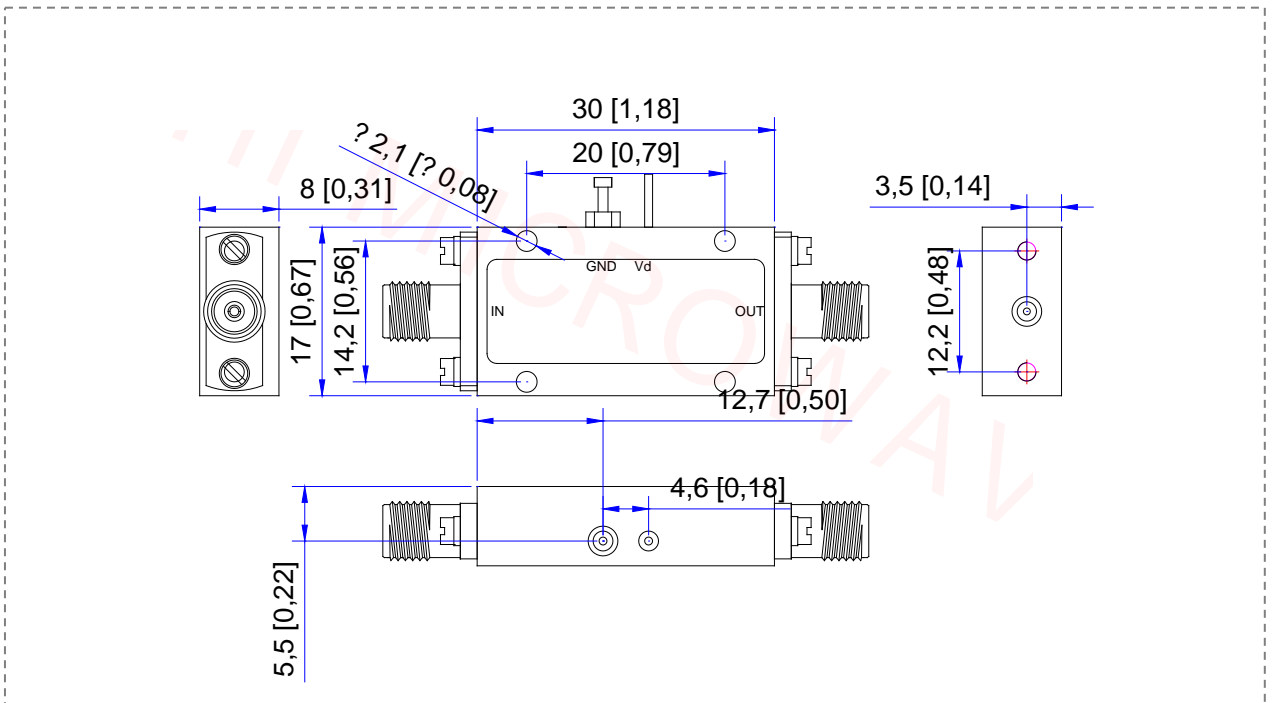 30 [1,18]
? 2,1 [? 0,08]
20 [0,79]
8 [0,31]
3,5 [0,14]
GND Vd
IN
OUT
17 [0,67]
14,2 [0,56]
12,2 [0,48]
12,7 [0,50]
4,6 [0,18]
5,5 [0,22]
MICROWAV